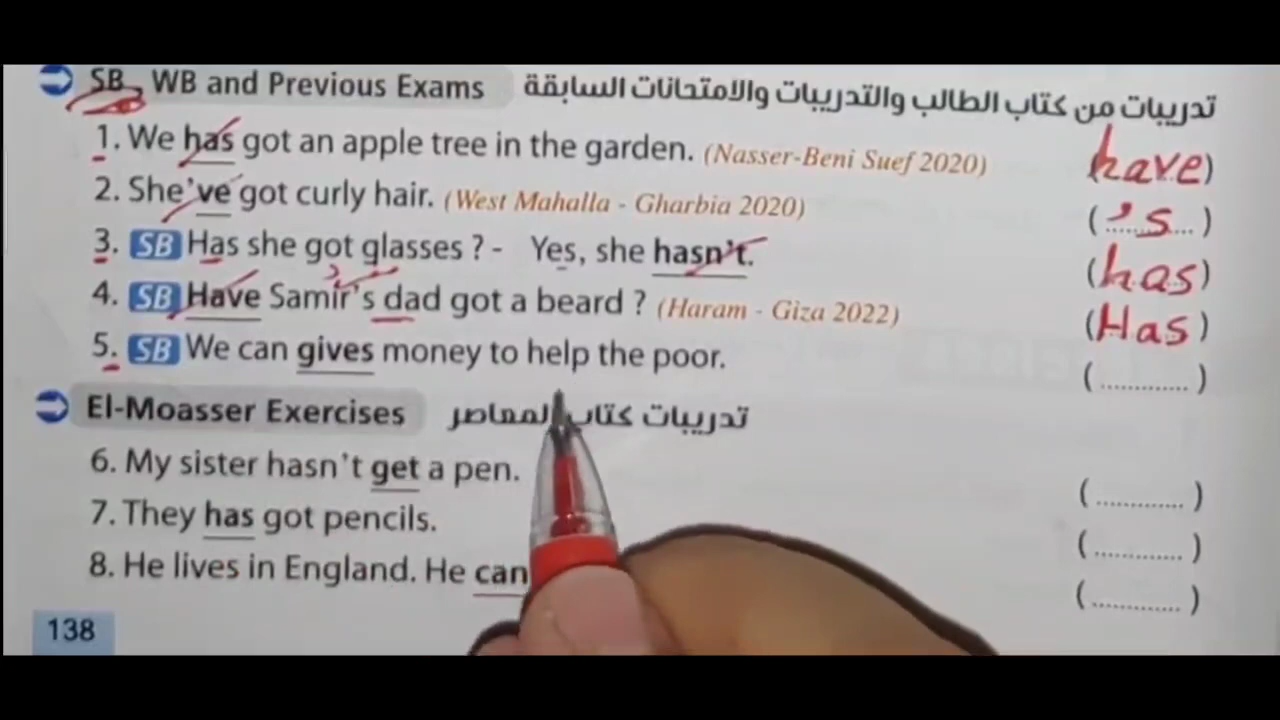 SB, WB and Previous Exams تدريبات من كتاب الطالب والتدريبات والامتحانات السابقة
1. We has got an apple tree in the garden. (Nasser-Beni Suef 2020) (have)
2. She've got curly hair. (West Mahalla - Gharbia 2020) (..'s....)
3. SB Has she got glasses ? - Yes, she hasn't. (has)
4. SB Have Samir's dad got a beard ? (Haram - Giza 2022) (Has)
5. SB We can gives money to help the poor. (............)
El-Moasser Exercises تدريبات كتاب المعاصر
6. My sister hasn't get a pen. (............)
7. They has got pencils. (............)
8. He lives in England. He can (............)
138